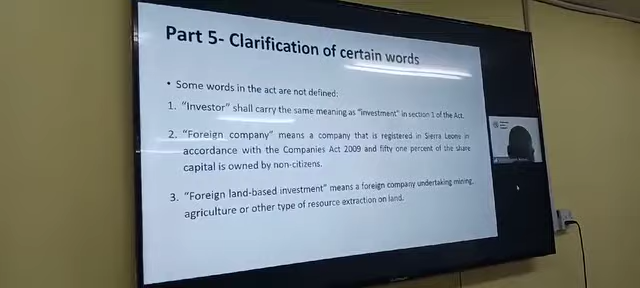 Part 5- Clarification of certain words
• Some words in the act are not defined:
1. "Investor" shall carry the same meaning as "investment" in section 1 of the Act.
2. "Foreign company" means a company that is registered in Sierra Leone in
accordance with the Companies Act 2009 and fifty one percent of the share
capital is owned by non-citizens.
3. "Foreign land-based investment" means a foreign company undertaking mining,
agriculture or other type of resource extraction on land.